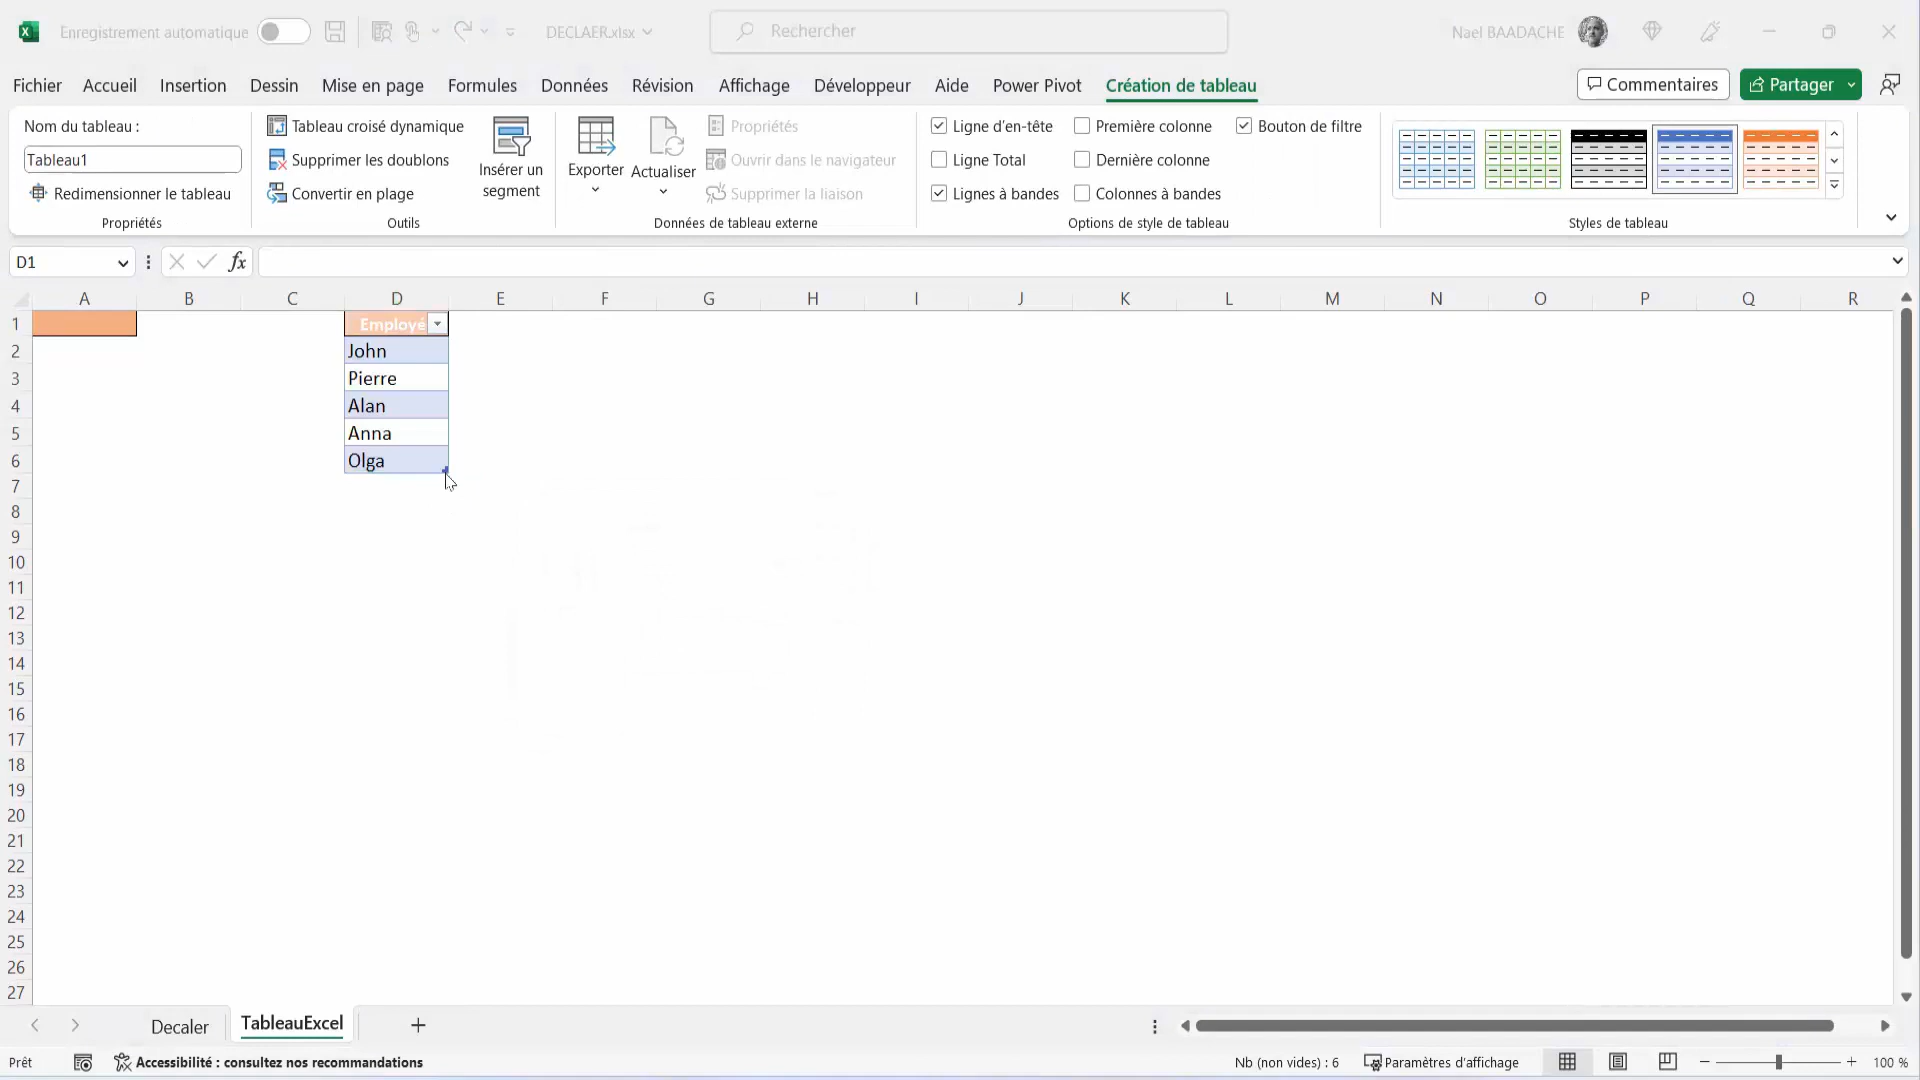 Enregistrement automatique
DECLAER.xlsx
Rechercher
Nael BAADACHE
Fichier Accueil Insertion Dessin Mise en page Formules Données Révision Affichage Développeur Aide Power Pivot Création de tableau
Commentaires
Partager
Nom du tableau :
Tableau1
Redimensionner le tableau
Propriétés
Tableau croisé dynamique
Supprimer les doublons
Convertir en plage
Insérer un
segment
Outils
Exporter
Actualiser
Propriétés
Ouvrir dans le navigateur
Supprimer la liaison
Données de tableau externe
Ligne d'en-tête
Ligne Total
Lignes à bandes
Première colonne
Dernière colonne
Colonnes à bandes
Bouton de filtre
Options de style de tableau
Styles de tableau
D1
fx
A B C D E F G H I J K L M N O P Q R
1 Employé
2 John
3 Pierre
4 Alan
5 Anna
6 Olga
7
8
9
10
11
12
13
14
15
16
17
18
19
20
21
22
23
24
25
26
27
Decaler
TableauExcel
Prêt
Accessibilité : consultez nos recommandations
Nb (non vides) : 6
Paramètres d'affichage
100 %